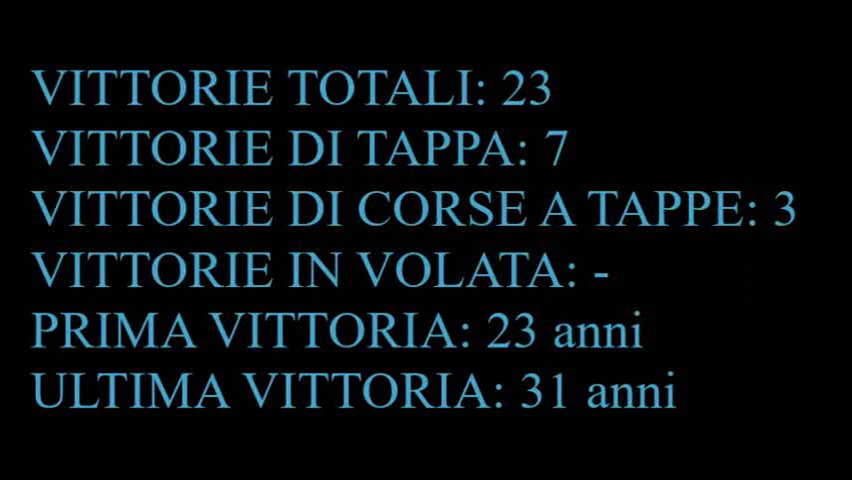 VITTORIE TOTALI: 23
VITTORIE DI TAPPA: 7
VITTORIE DI CORSE A TAPPE: 3
VITTORIE IN VOLATA: -
PRIMA VITTORIA: 23 anni
ULTIMA VITTORIA: 31 anni